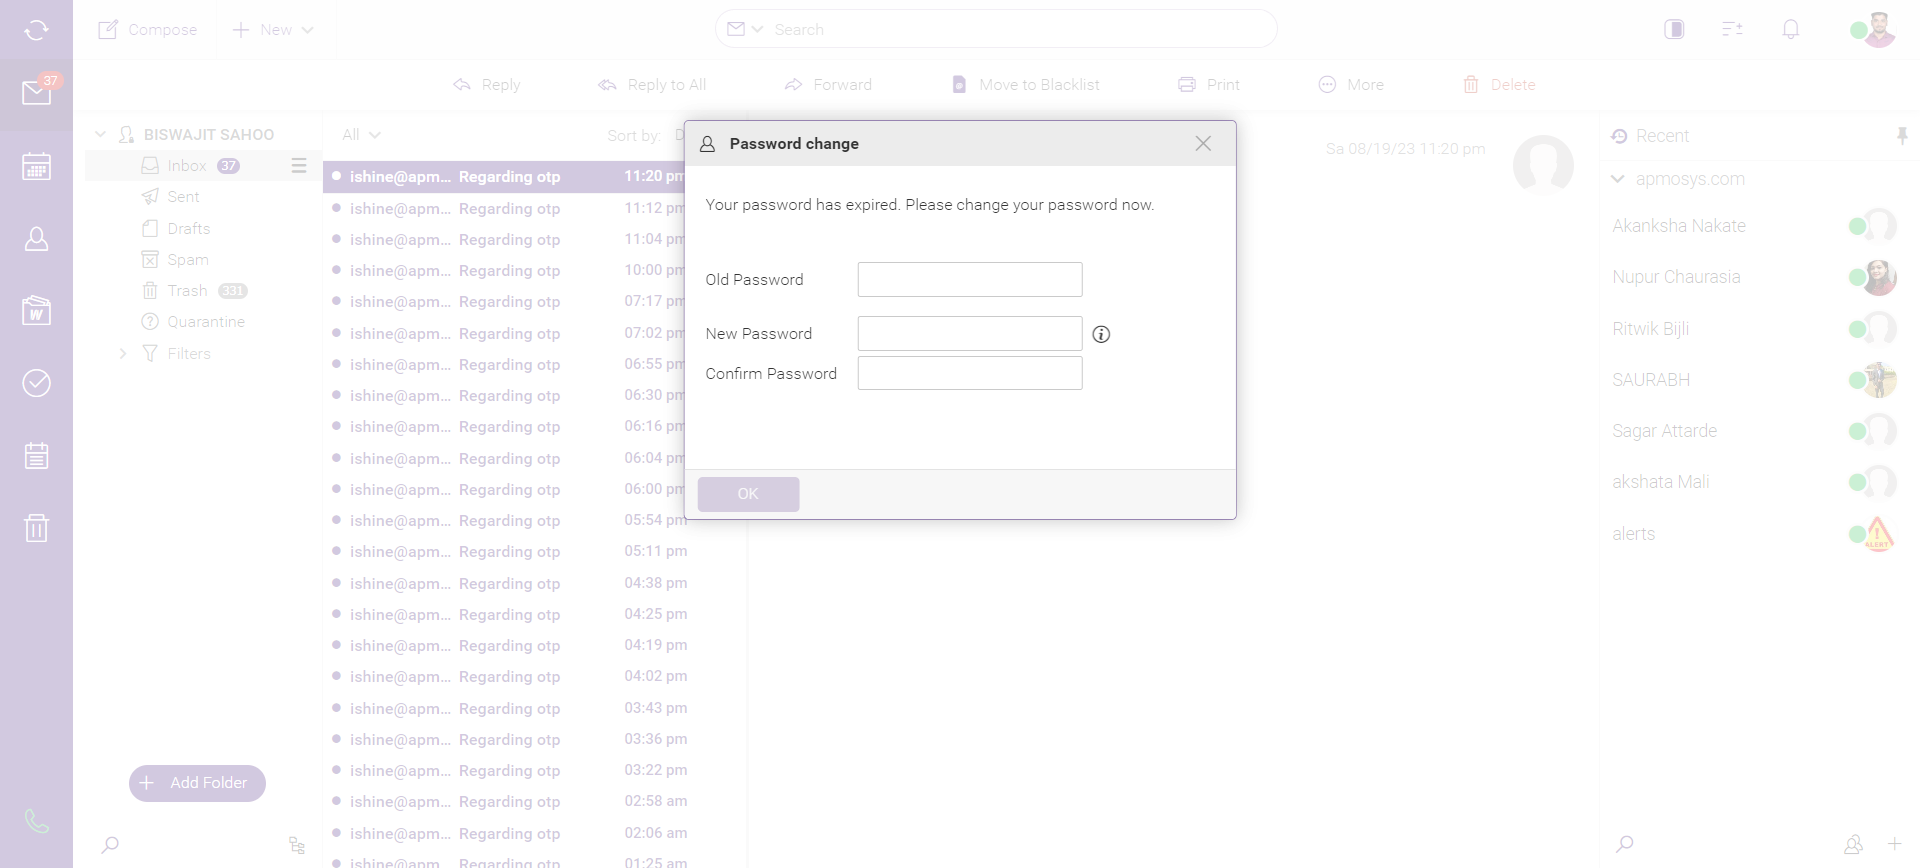 Compose
New
Search
37
Reply
Reply to All
Forward
Move to Blacklist
Print
More
Delete
BISWAJIT SAHOO
Inbox 37
Sent
Drafts
Spam
Trash 331
Quarantine
Filters
Add Folder
All
Sort by:
ishine@apm... Regarding otp 11:20 pm
ishine@apm... Regarding otp 11:12 pm
ishine@apm... Regarding otp 11:04 pm
ishine@apm... Regarding otp 10:00 pm
ishine@apm... Regarding otp 07:17 pm
ishine@apm... Regarding otp 07:02 pm
ishine@apm... Regarding otp 06:55 pm
ishine@apm... Regarding otp 06:30 pm
ishine@apm... Regarding otp 06:16 pm
ishine@apm... Regarding otp 06:04 pm
ishine@apm... Regarding otp 06:00 pm
ishine@apm... Regarding otp 05:54 pm
ishine@apm... Regarding otp 05:11 pm
ishine@apm... Regarding otp 04:38 pm
ishine@apm... Regarding otp 04:25 pm
ishine@apm... Regarding otp 04:19 pm
ishine@apm... Regarding otp 04:02 pm
ishine@apm... Regarding otp 03:43 pm
ishine@apm... Regarding otp 03:36 pm
ishine@apm... Regarding otp 03:22 pm
ishine@apm... Regarding otp 02:58 am
ishine@apm... Regarding otp 02:06 am
ishine@apm... Regarding otp 01:25 am
Password change
Your password has expired. Please change your password now.
Old Password
New Password
Confirm Password
OK
Sa 08/19/23 11:20 pm
Recent
apmosys.com
Akanksha Nakate
Nupur Chaurasia
Ritwik Bijli
SAURABH
Sagar Attarde
akshata Mali
alerts
ALERT